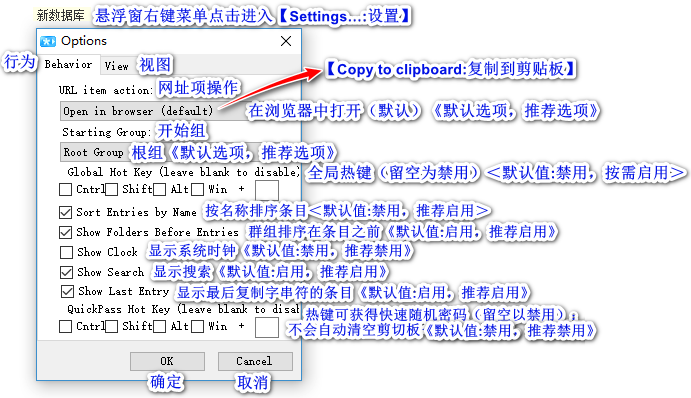 新数据库 悬浮窗右键菜单点击进入【Settings...:设置】
Options
行为 Behavior View 视图
URL item action: 网址项操作 【Copy to clipboard:复制到剪贴板】
Open in browser (default) 在浏览器中打开（默认）《默认选项，推荐选项》
Starting Group: 开始组
Root Group 根组《默认选项，推荐选项》
Global Hot Key (leave blank to disable) 全局热键（留空为禁用）＜默认值:禁用，按需启用＞
Cntrl Shift Alt Win +
Sort Entries by Name 按名称排序条目＜默认值:禁用，推荐启用＞
Show Folders Before Entries 群组排序在条目之前《默认值:启用，推荐启用》
Show Clock 显示系统时钟《默认值:禁用，推荐禁用》
Show Search 显示搜索《默认值:启用，推荐启用》
Show Last Entry 显示最后复制字串符的条目《默认值:启用，推荐启用》
QuickPass Hot Key (leave blank to disable) 热键可获得快速随机密码（留空以禁用），
Cntrl Shift Alt Win + 不会自动清空剪切板《默认值:禁用，推荐禁用》
OK Cancel
确定 取消